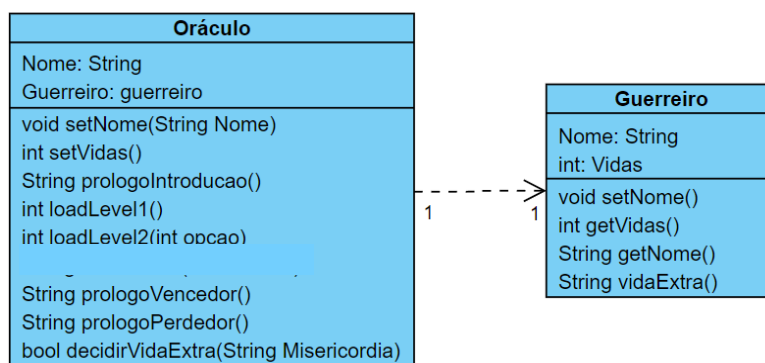 Oráculo
Nome: String
Guerreiro: guerreiro
void setNome(String Nome)
int setVidas()
String prologoIntroducao()
int loadLevel1()
int loadLevel2(int opcao)
String prologoVencedor()
String prologoPerdedor()
bool decidirVidaExtra(String Misericordia)
1
1
Guerreiro
Nome: String
int: Vidas
void setNome()
int getVidas()
String getNome()
String vidaExtra()